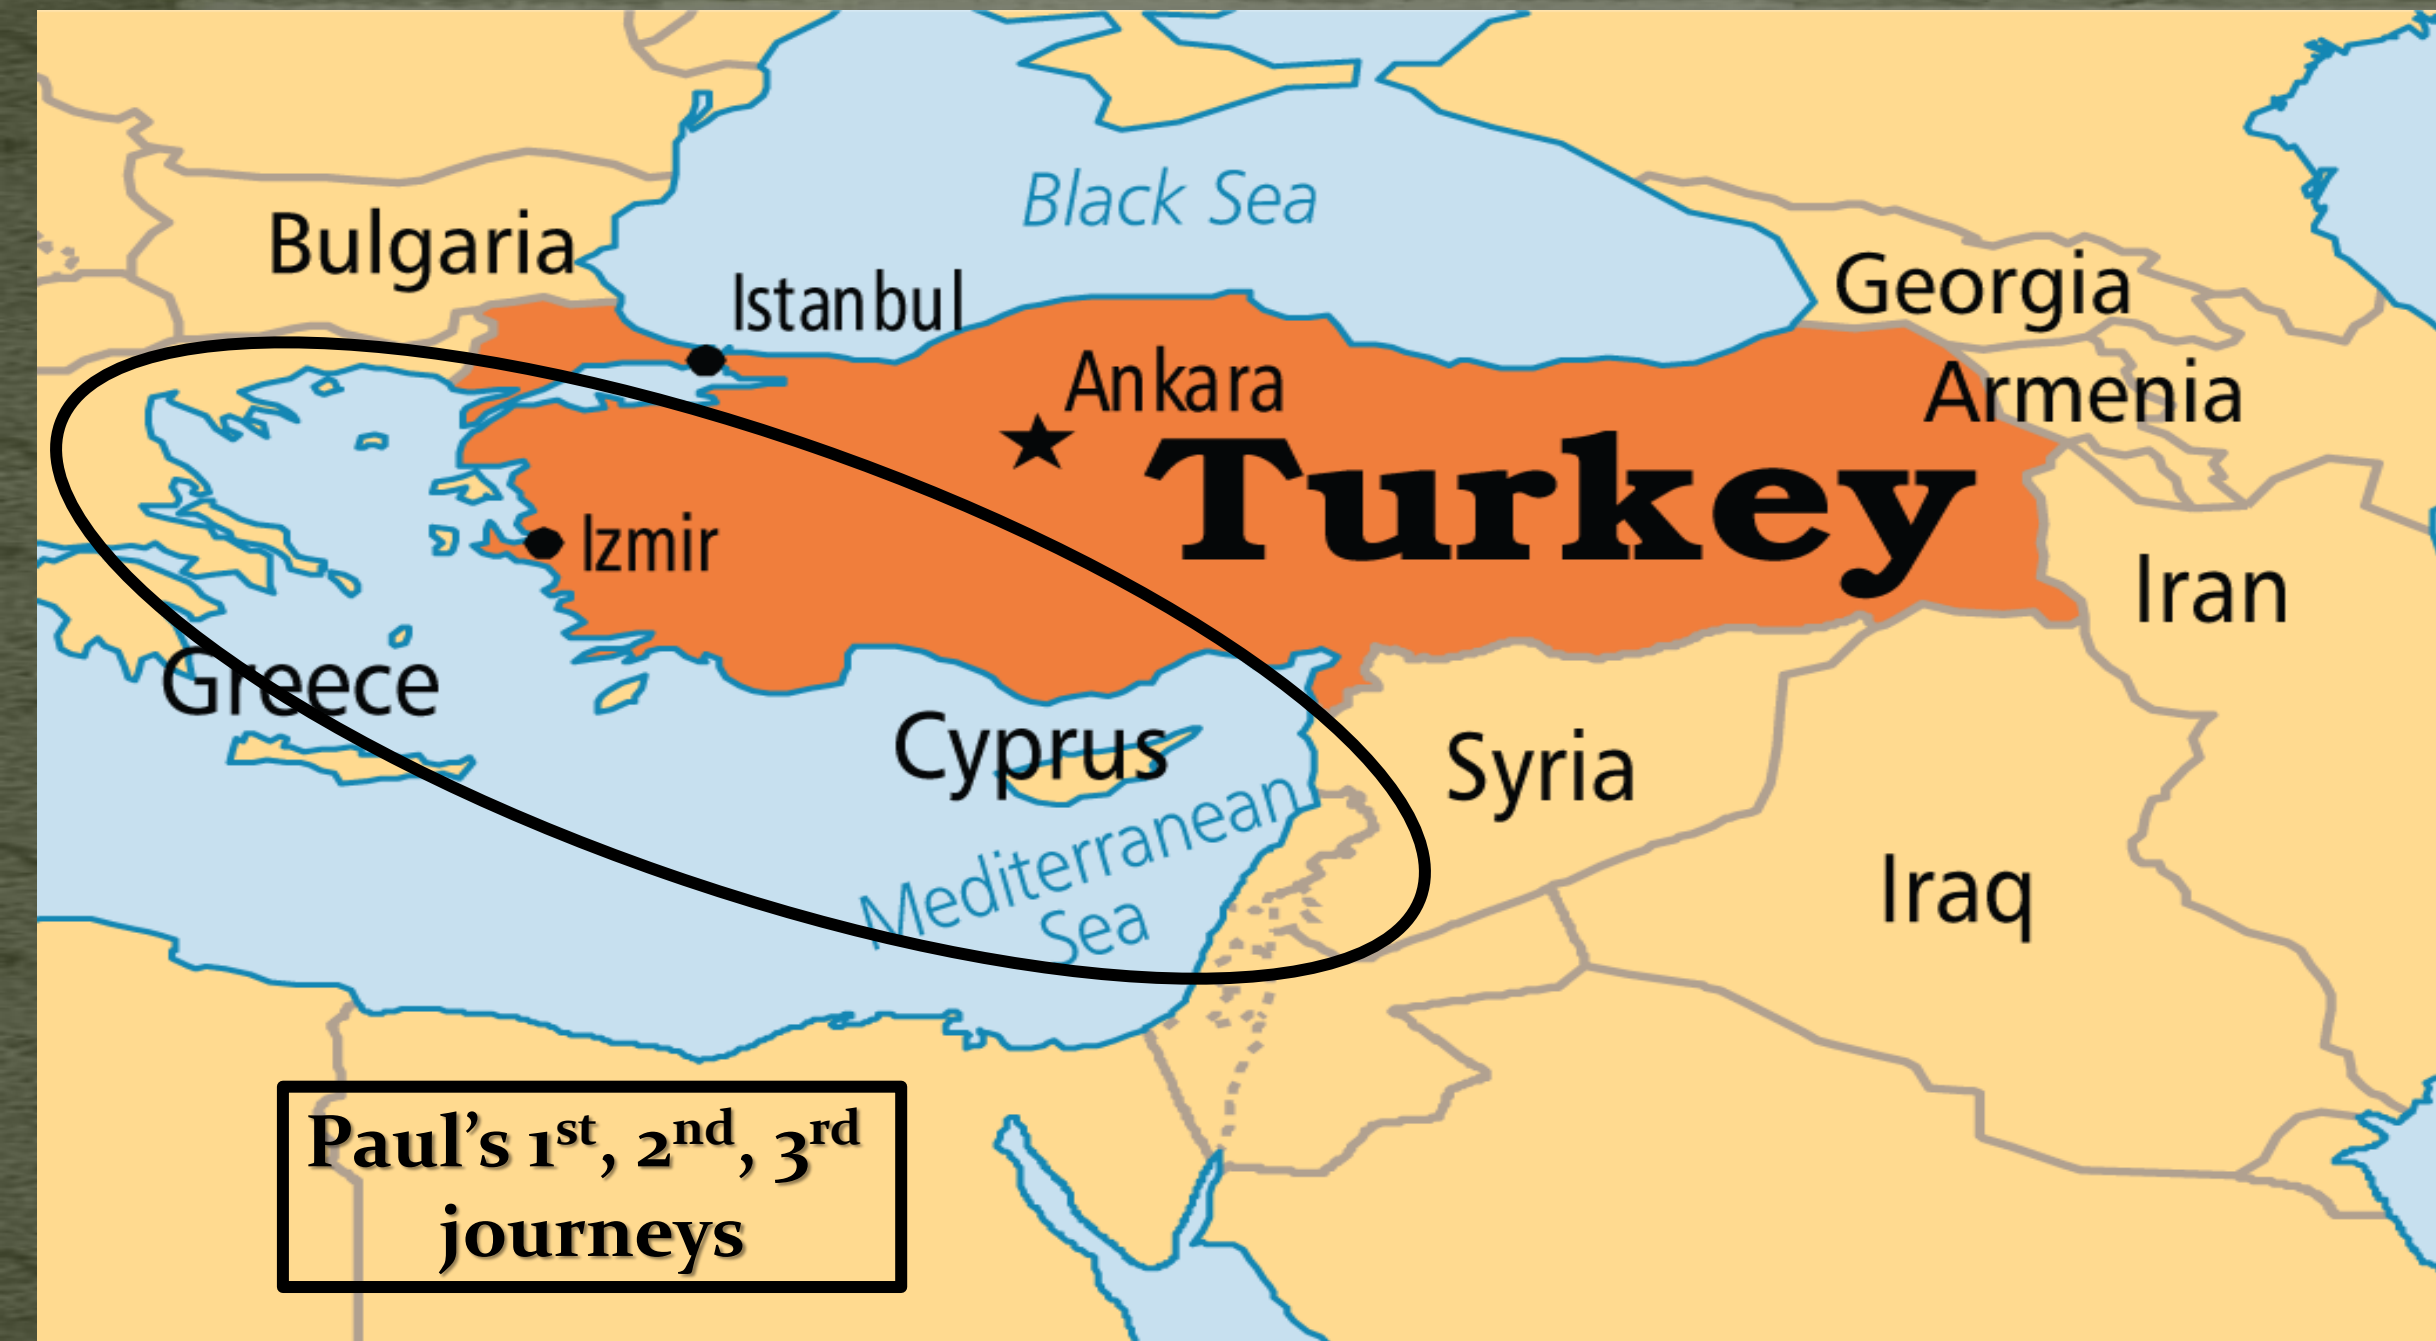 Black Sea
Bulgaria
Georgia
Istanbul
Ankara
Armenia
Turkey
Izmir
Iran
Greece
Cyprus
Syria
Mediterranean
Sea
Iraq
Paul’s 1st, 2nd, 3rd
journeys